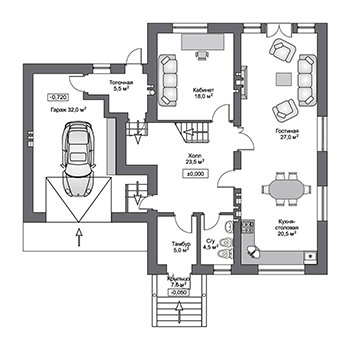 Топочная
5,5 м²
-0,720
Гараж 32,0 м²
Кабинет
18,0 м²
Гостиная
27,0 м²
Холл
23,5 м²
±0,000
Кухня-
столовая
20,5 м²
Тамбур
5,0 м²
С/у
4,5 м²
Крыльцо
7,5 м²
-0,050